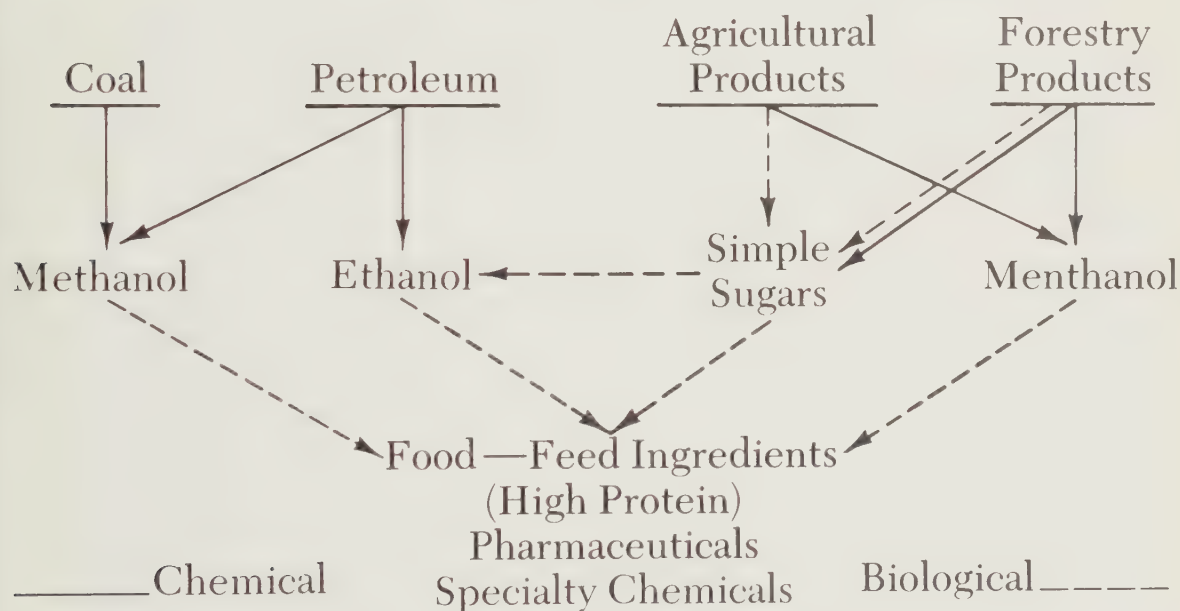 Coal
Petroleum
Agricultural
Products
Forestry
Products
Methanol
Ethanol
Simple
Sugars
Menthanol
Food—Feed Ingredients
(High Protein)
Pharmaceuticals
Specialty Chemicals
Chemical
Biological